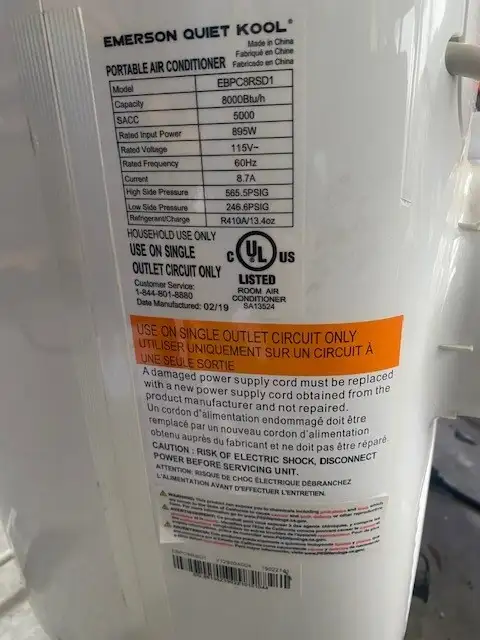 EMERSON QUIET KOOL®
Made in China
Fabriqué en Chine
PORTABLE AIR CONDITIONER Fabricado en China
Model EBPC8RSD1
Capacity 8000Btu/h
SACC 5000
Rated Input Power 895W
Rated Voltage 115V~
Rated Frequency 60Hz
Current 8.7A
High Side Pressure 565.5PSIG
Low Side Pressure 246.6PSIG
Refrigerant/Charge R410A/13.4oz
HOUSEHOLD USE ONLY
USE ON SINGLE
OUTLET CIRCUIT ONLY
Customer Service:
1-844-801-8880
Date Manufactured: 02/19
C UL US
LISTED
ROOM AIR
CONDITIONER
SA13524
USE ON SINGLE OUTLET CIRCUIT ONLY
UTILISER UNIQUEMENT SUR UN CIRCUIT À
UNE SEULE SORTIE
A damaged power supply cord must be replaced
with a new power supply cord obtained from the
product manufacturer and not repaired.
Un cordon d'alimentation endommagé doit être
remplacé par un nouveau cordon d'alimentation
obtenu auprès du fabricant et ne doit pas être réparé.
CAUTION : RISK OF ELECTRIC SHOCK, DISCONNECT
POWER BEFORE SERVICING UNIT.
ATTENTION: RISQUE DE CHOC ÉLECTRIQUE DÉBRANCHEZ
L'ALIMENTATION AVANT D'EFFECTUER L'ENTRETIEN.